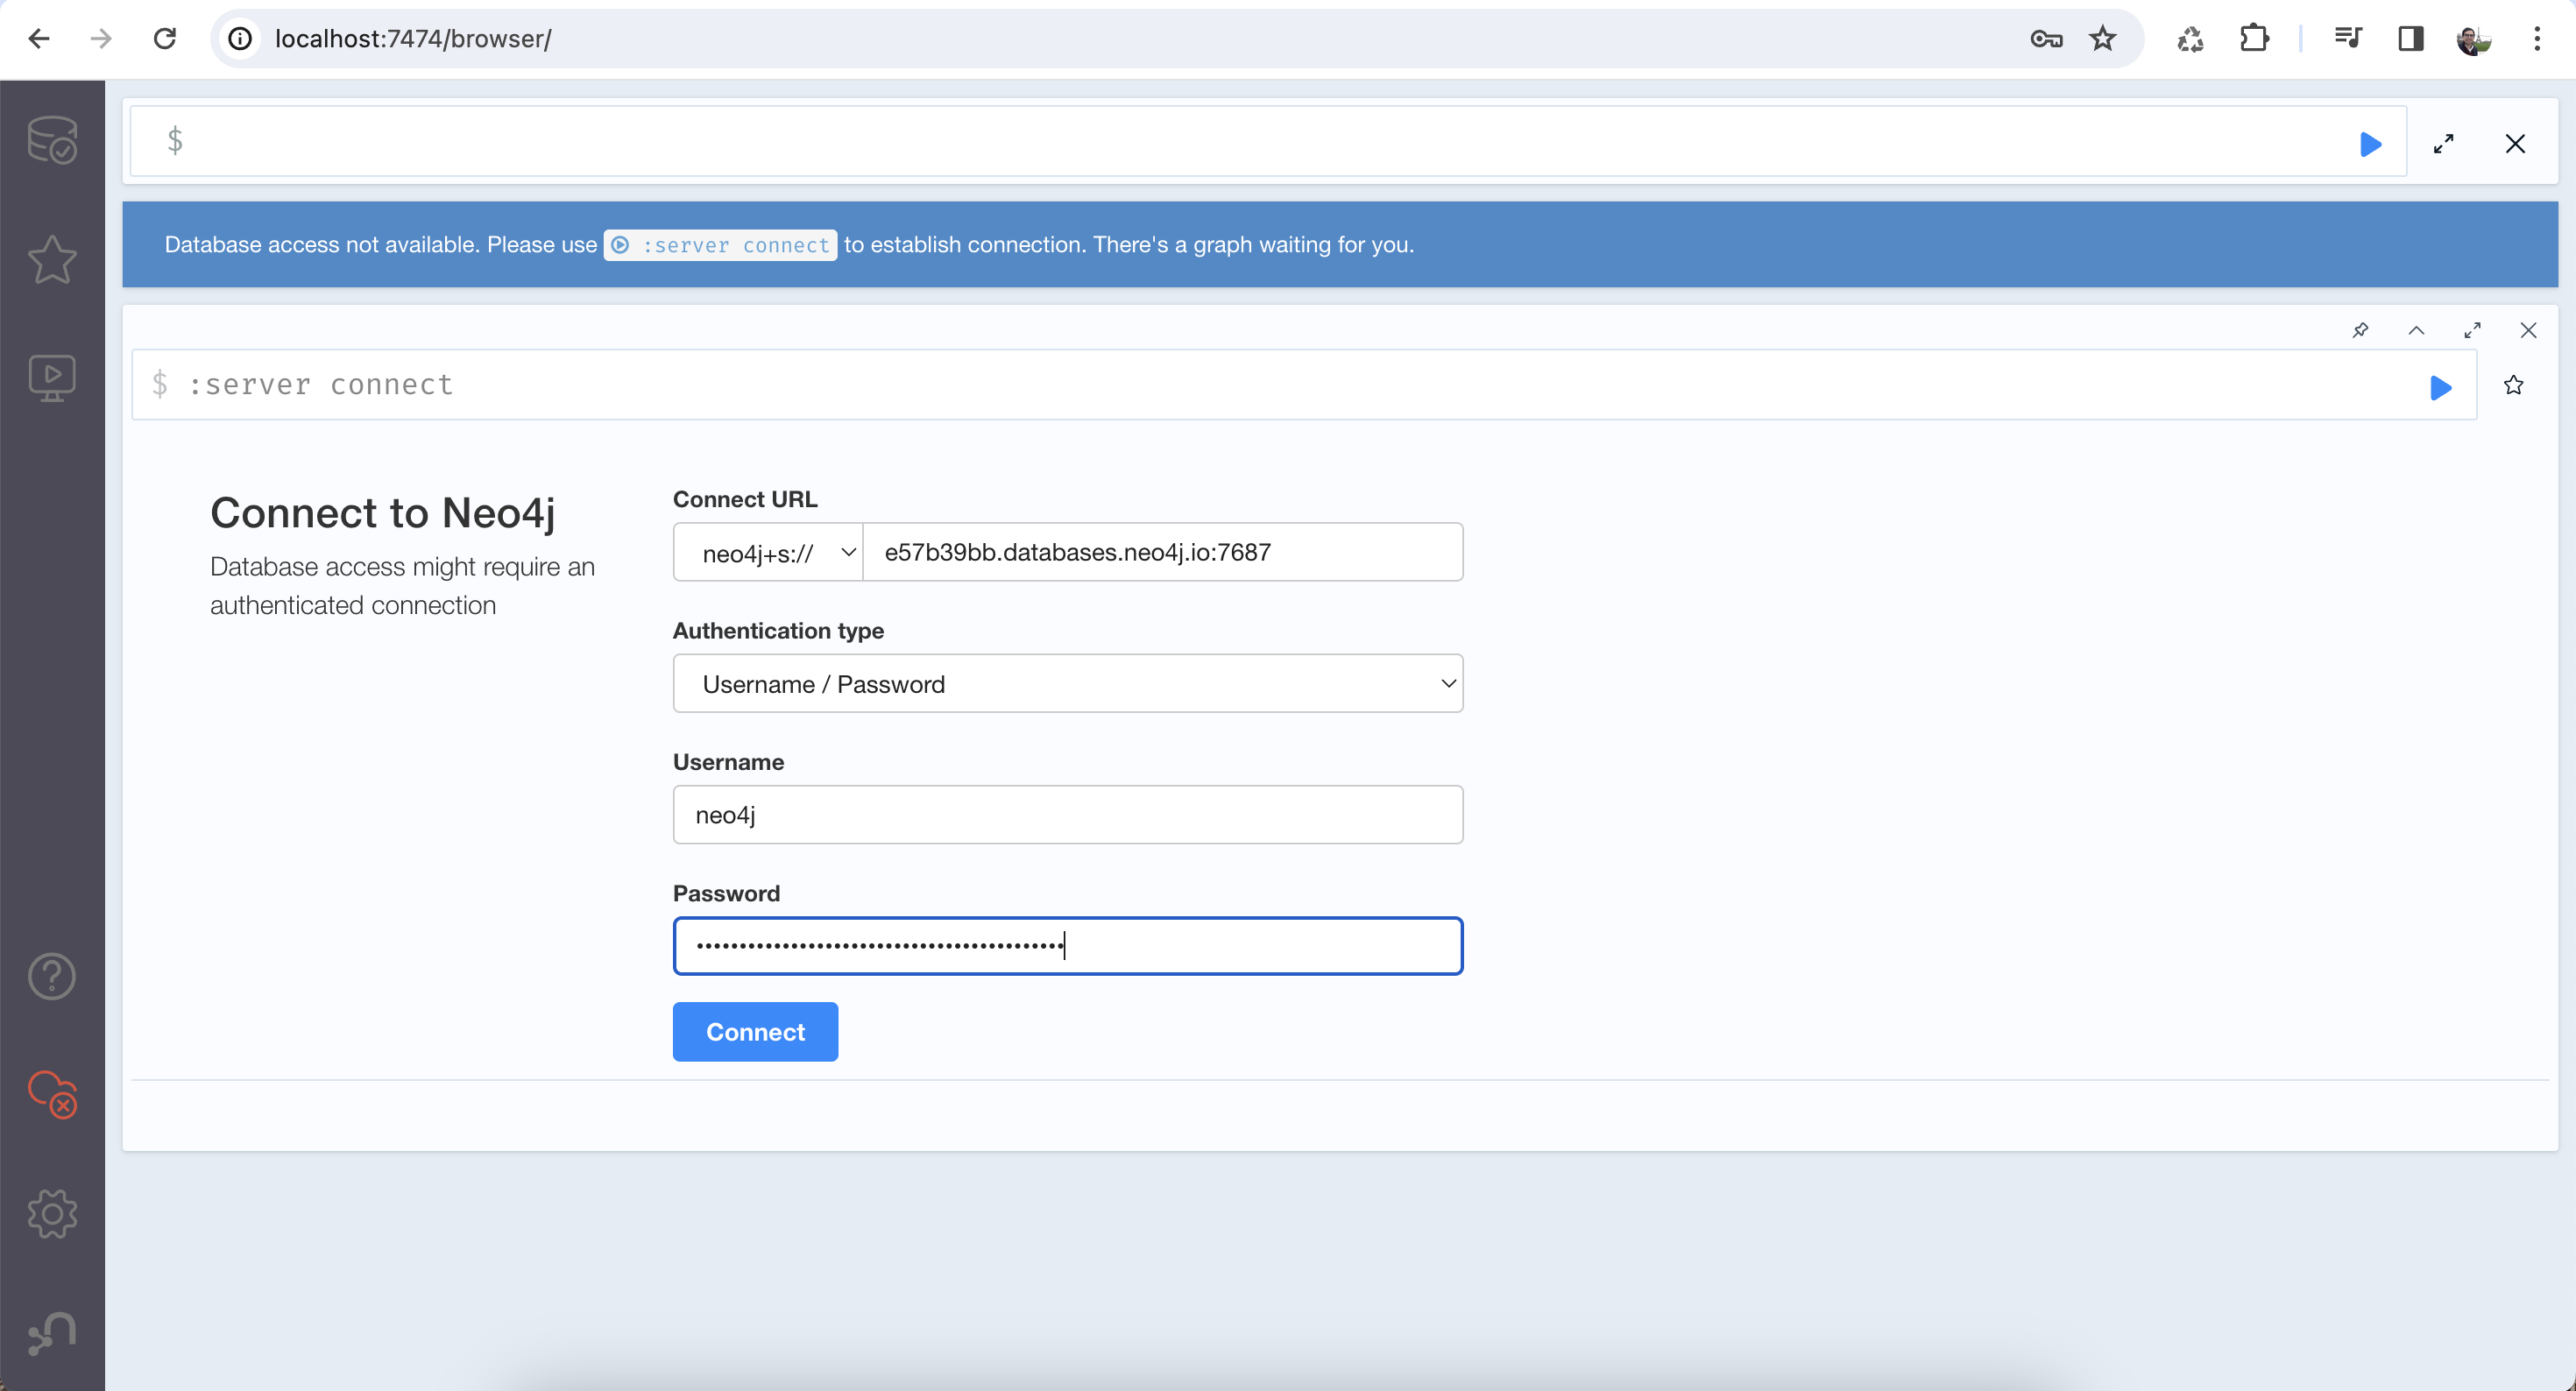 localhost:7474/browser/
$
Database access not available. Please use :server connect to establish connection. There's a graph waiting for you.
$ :server connect
Connect to Neo4j
Database access might require an
authenticated connection
Connect URL
neo4j+s:// e57b39bb.databases.neo4j.io:7687
Authentication type
Username / Password
Username
neo4j
Password
Connect